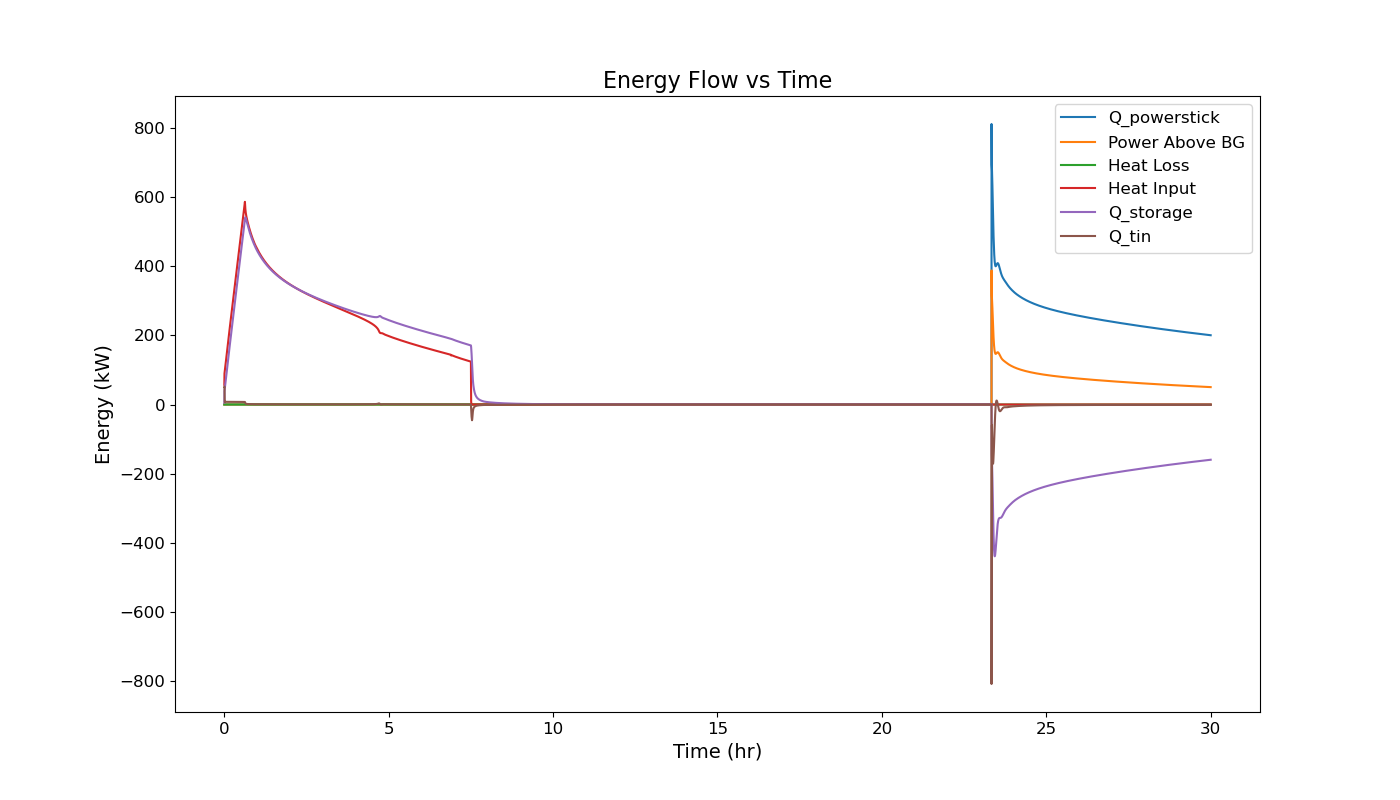 Energy Flow vs Time
Q_powerstick
Power Above BG
Heat Loss
Heat Input
Q_storage
Q_tin
Energy (kW)
800
600
400
200
0
−200
−400
−600
−800
0 5 10 15 20 25 30
Time (hr)